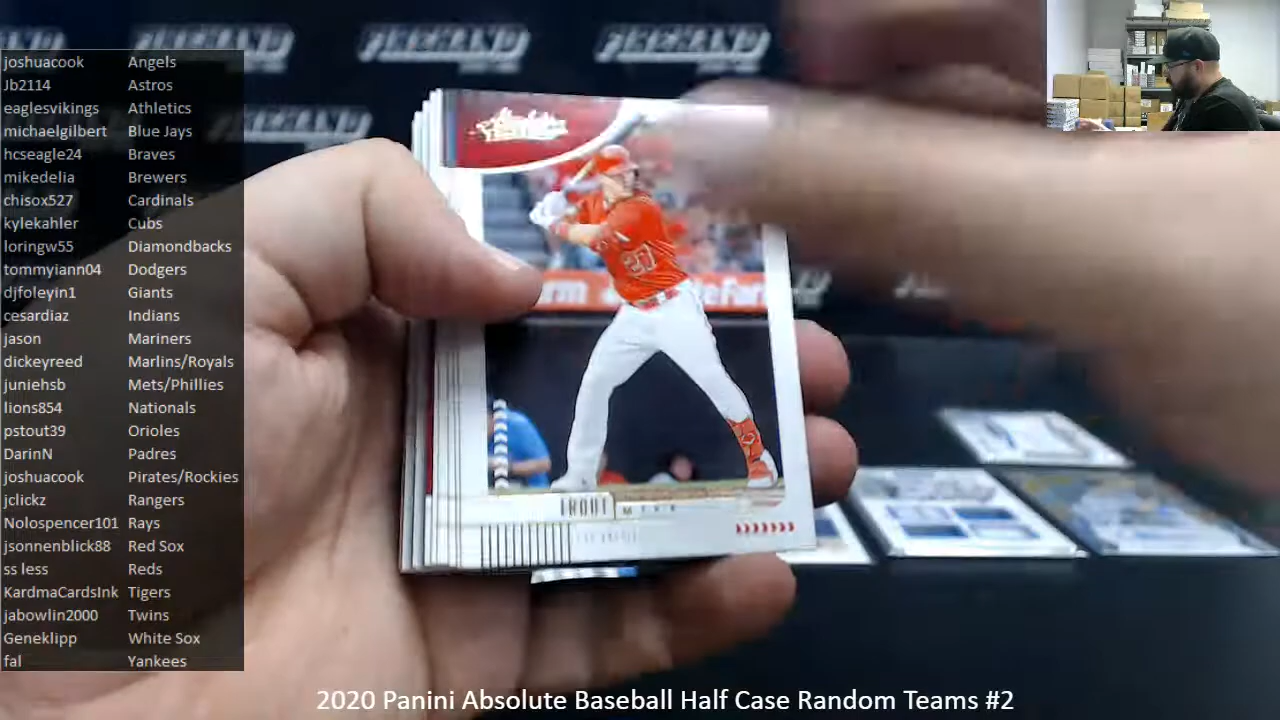 joshuacook Angels
Jb2114 Astros
eaglesvikings Athletics
michaelgilbert Blue Jays
hcseagle24 Braves
mikedelia Brewers
chisox527 Cardinals
kylekahler Cubs
loringw55 Diamondbacks
tommyiann04 Dodgers
djfoleyin1 Giants
cesardiaz Indians
jason Mariners
dickeyreed Marlins/Royals
juniehsb Mets/Phillies
lions854 Nationals
pstout39 Orioles
DarinN Padres
joshuacook Pirates/Rockies
jclickz Rangers
Nolospencer101 Rays
jsonnenblick88 Red Sox
ss less Reds
KardmaCardsInk Tigers
jabowlin2000 Twins
Geneklipp White Sox
fal Yankees
Absolute
27
TROUT MIKE
2020 Panini Absolute Baseball Half Case Random Teams #2